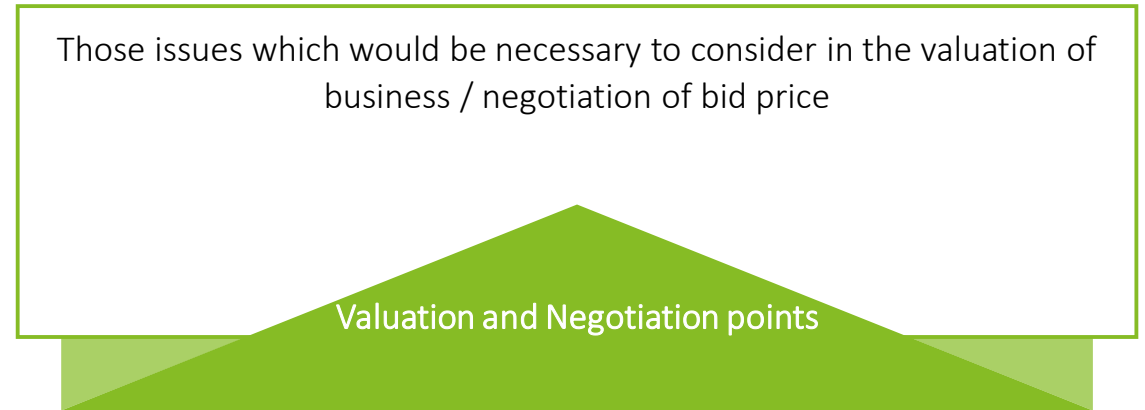 Those issues which would be necessary to consider in the valuation of
business / negotiation of bid price
Valuation and Negotiation points